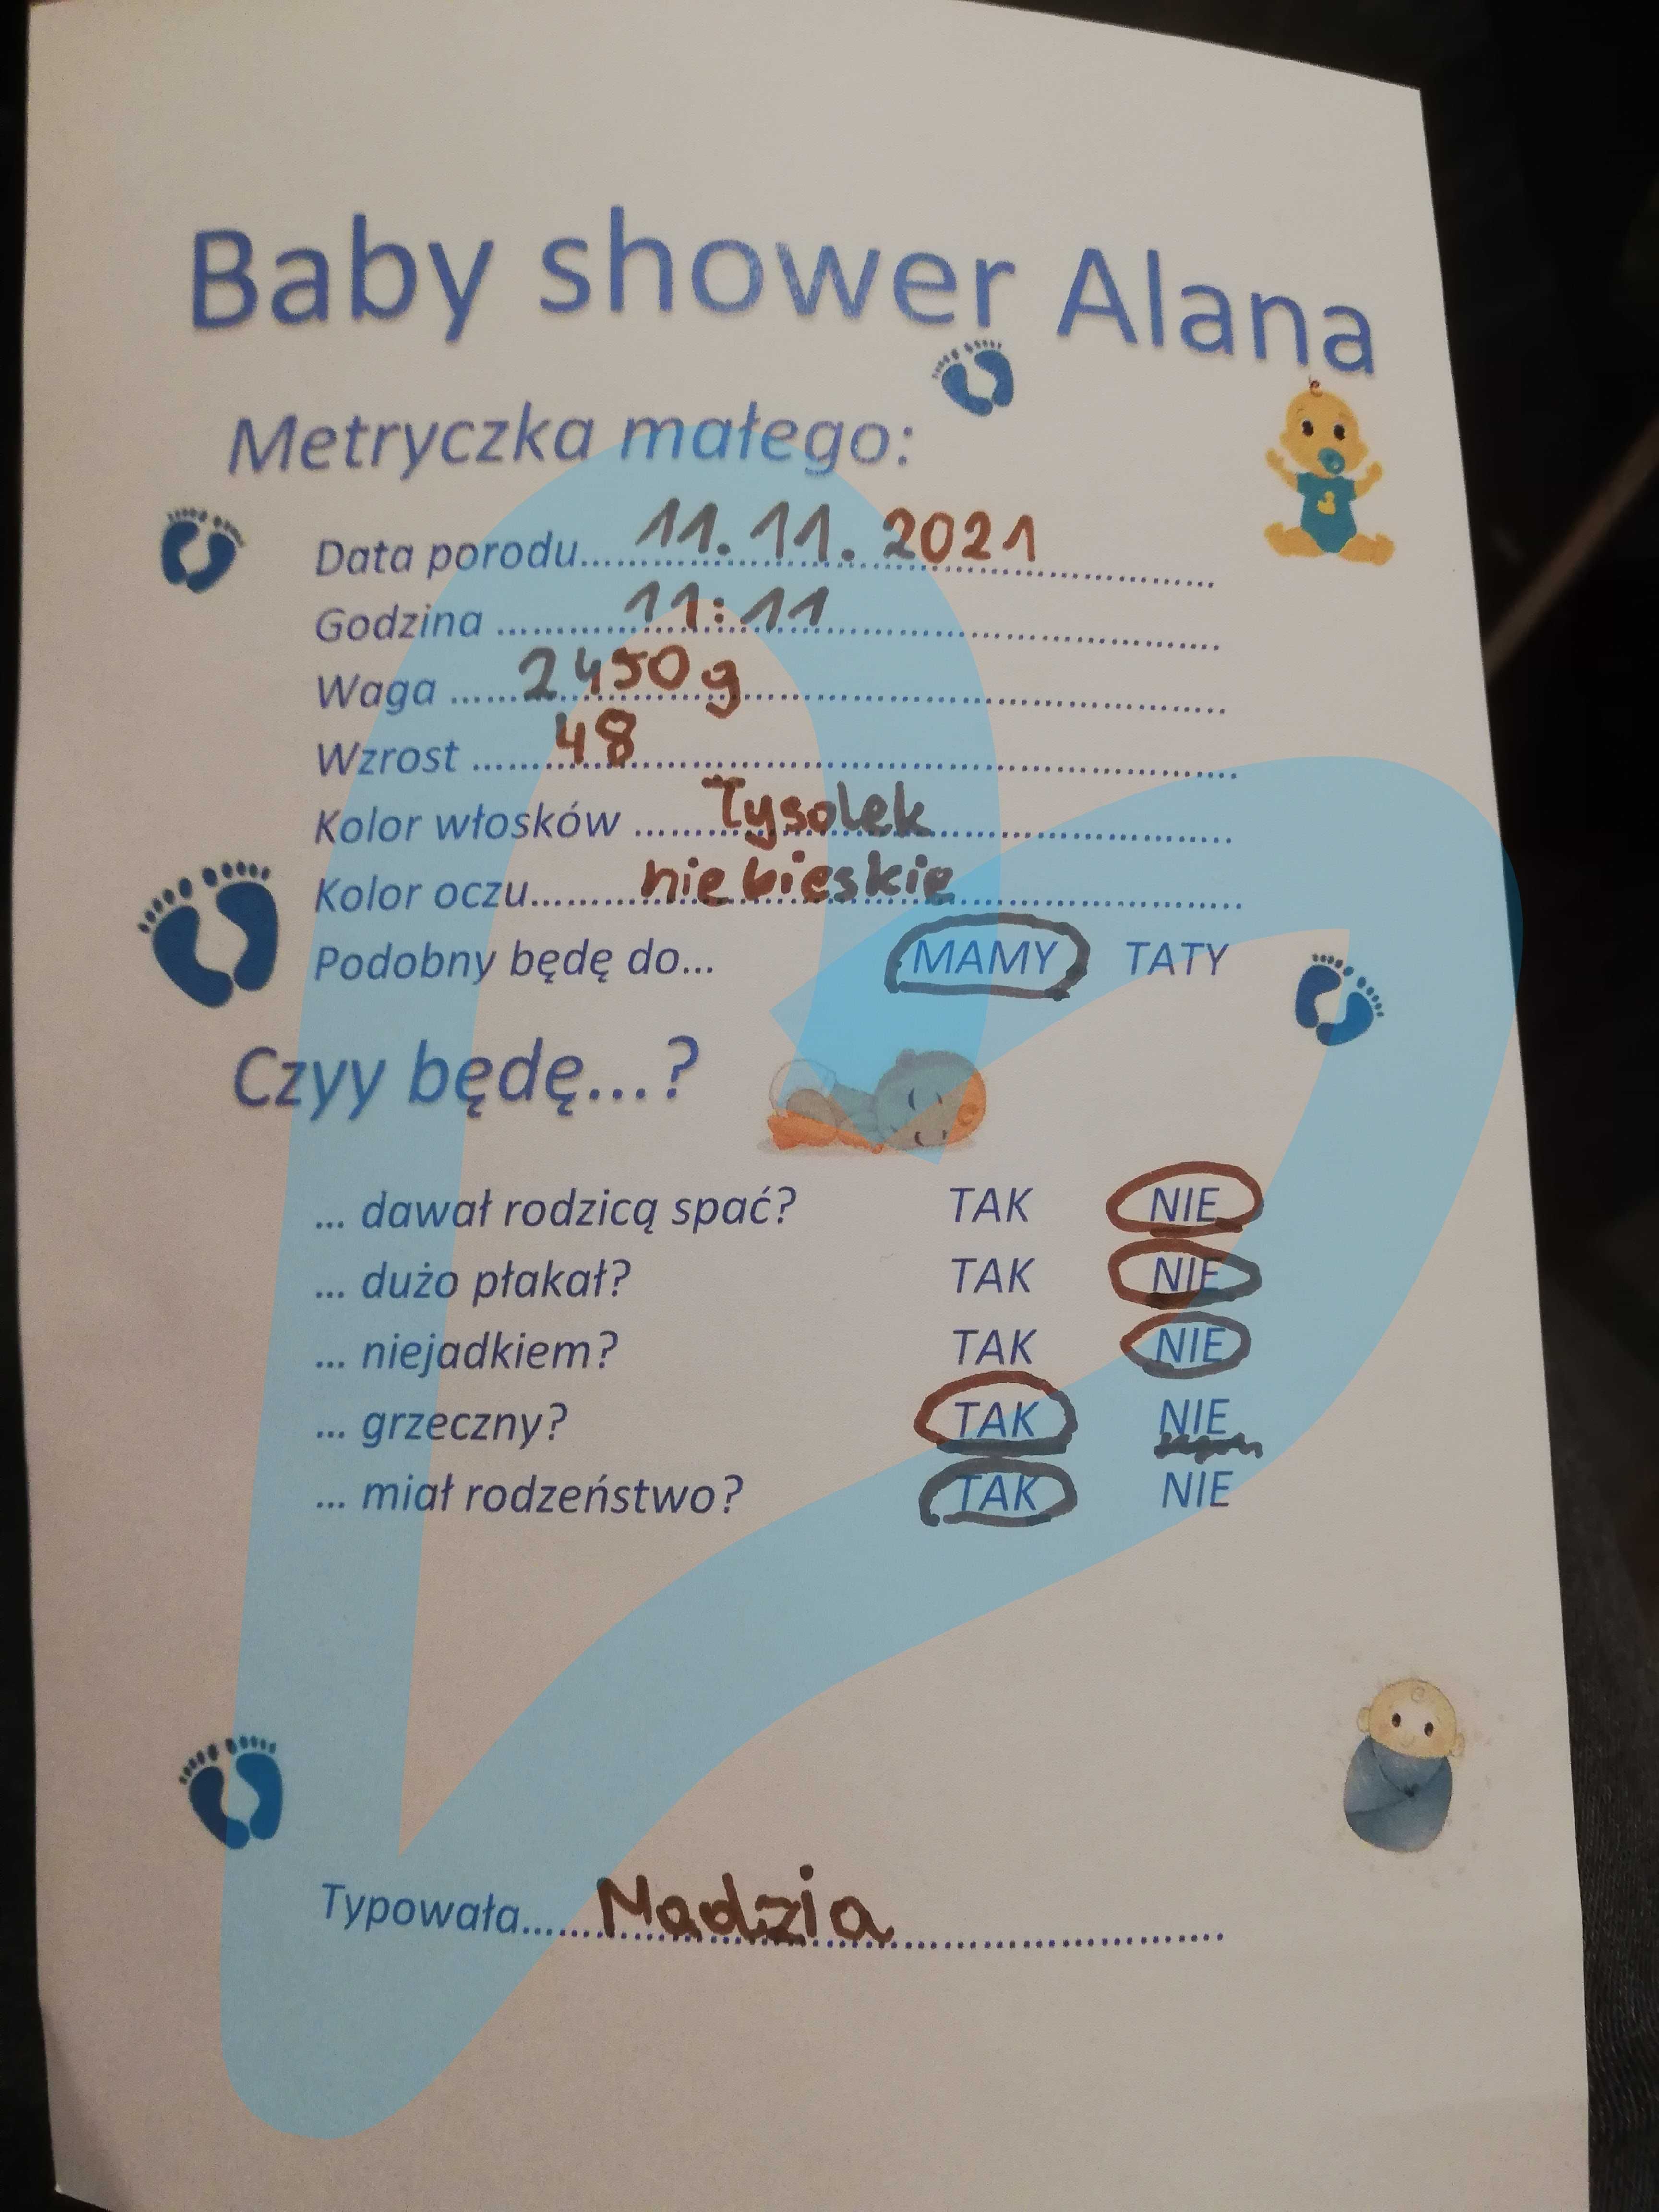 Baby shower Alana
Metryczka małego:
Data porodu.....11.11.2021
Godzina .....11:11
Waga .....2450g
Wzrost .....48
Kolor włosków .....Łysolek
Kolor oczu.....niebieskie
Podobny będę do... MAMY TATY
Czyy będę...?
... dawał rodzicą spać? TAK NIE
... dużo płakał? TAK NIE
... niejadkiem? TAK NIE
... grzeczny? TAK NIE
... miał rodzeństwo? TAK NIE
Typowała.....Madzia